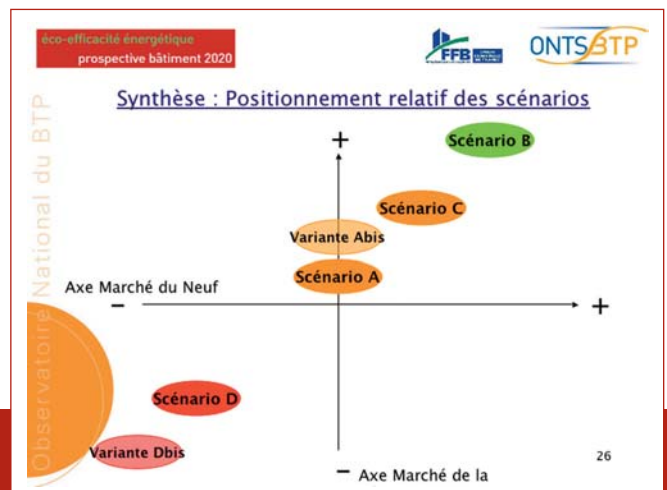 éco-efficacité énergétique
prospective bâtiment 2020
FFB
ONTSBTP
Observatoire National du BTP
Synthèse : Positionnement relatif des scénarios
+
Scénario B
Scénario C
Variante Abis
Scénario A
Axe Marché du Neuf
–
+
Scénario D
Variante Dbis
26
– Axe Marché de la